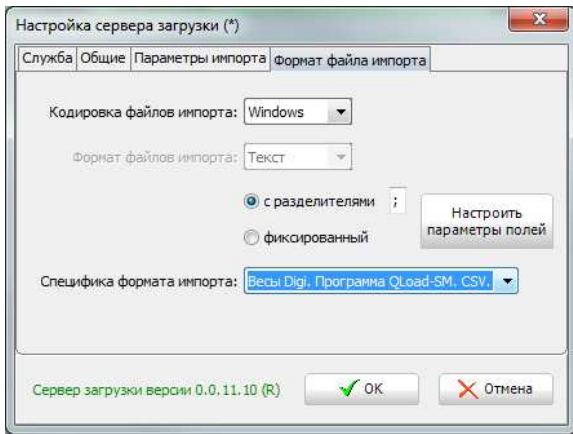 Настройка сервера загрузки (*)
Служба Общие Параметры импорта Формат файла импорта
Кодировка файлов импорта: Windows
Формат файлов импорта: Текст
с разделителями ;
фиксированный
Настроить
параметры полей
Специфика формата импорта: Весы Digi. Программа QLoad-SM. CSV.
Сервер загрузки версии 0.0.11.10 (R)
OK
Отмена